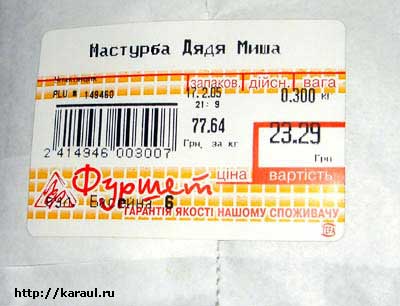 Настурба Дядя Миша
запаков. дійсн. вага
PLU № 149460
17.2.05
21: 9
0.300 кг
77.64
Грн за кг
23.29
Грн
2 414946 003007
Фуршет
ціна
вартість
6
ГАРАНТІЯ ЯКОСТІ НАШОМУ СПОЖИВАЧУ
http://karaul.ru